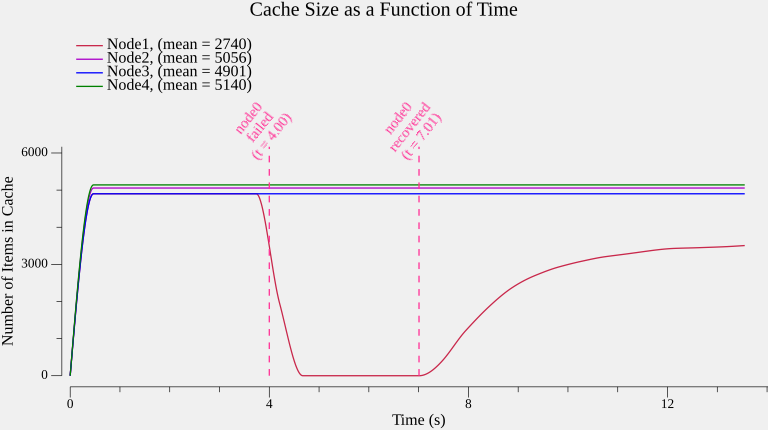 Cache Size as a Function of Time
Node1, (mean = 2740)
Node2, (mean = 5056)
Node3, (mean = 4901)
Node4, (mean = 5140)
node0
failed
(t = 4.00)
node0
recovered
(t = 7.01)
Number of Items in Cache
6000
3000
0
0 4 8 12
Time (s)